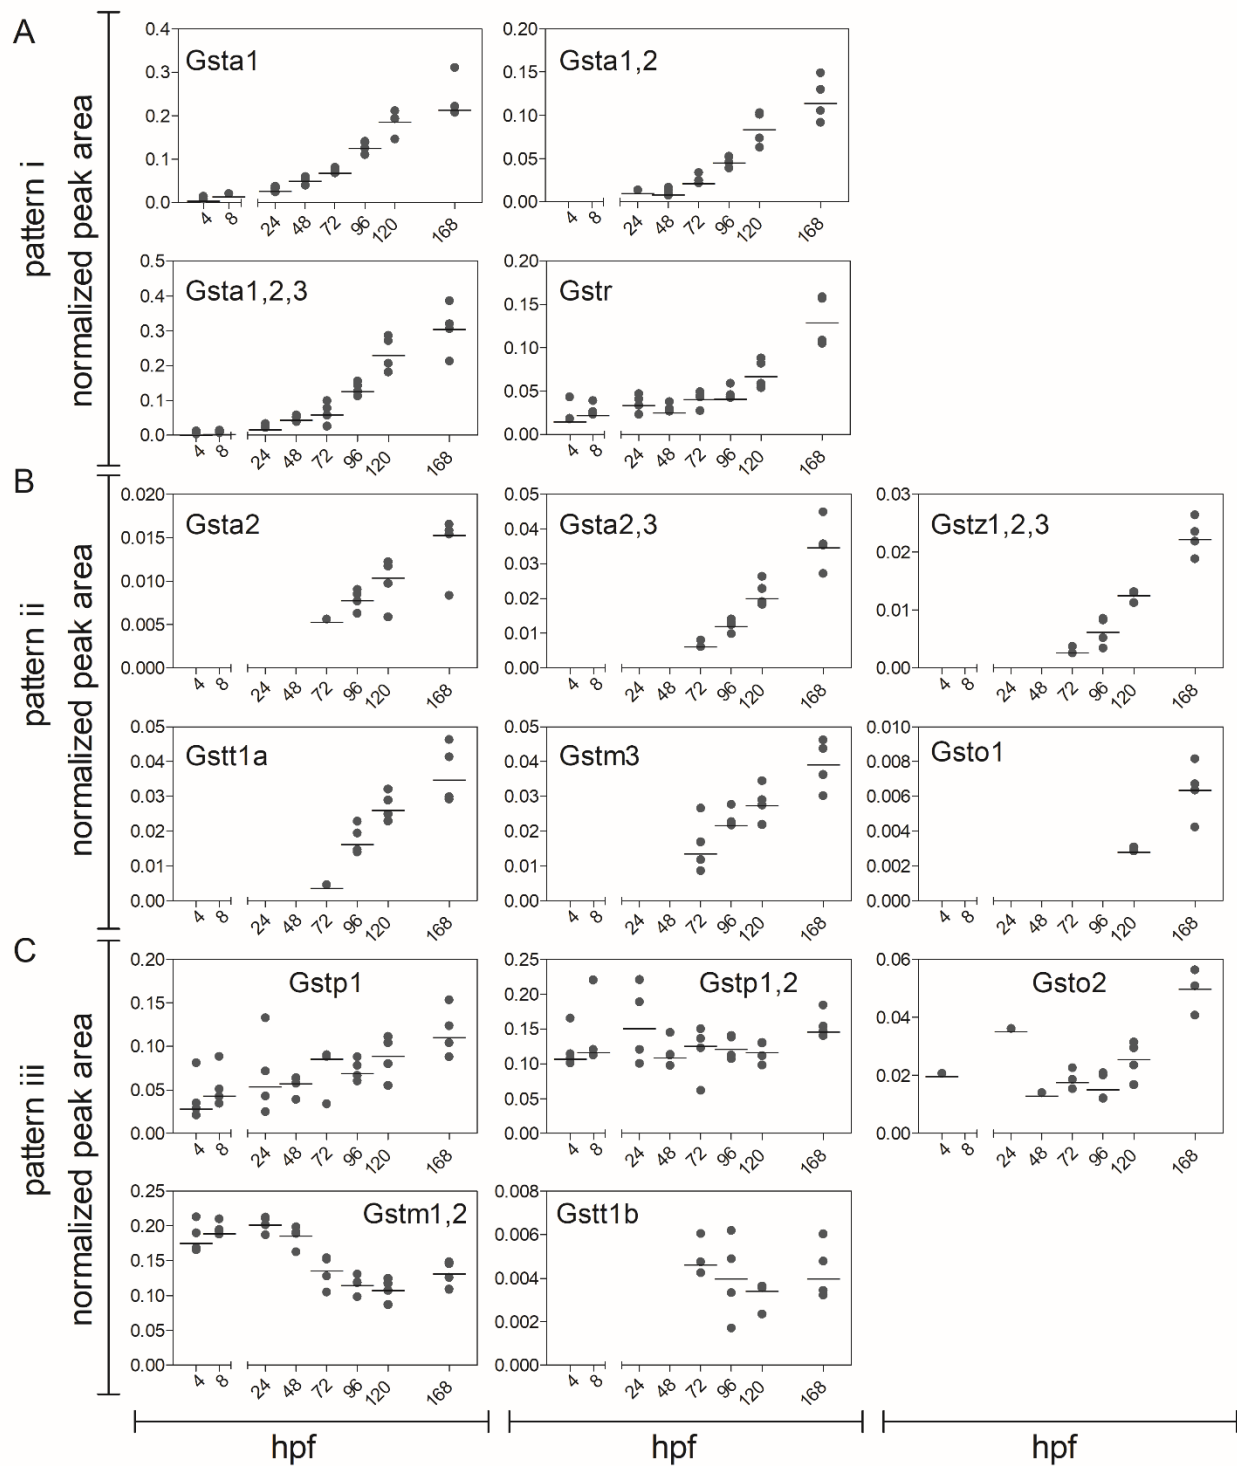 A
pattern i
normalized peak area
Gsta1
0.4
0.3
0.2
0.1
0.0
4 8 24 48 72 96 120 168
Gsta1,2
0.20
0.15
0.10
0.05
0.00
4 8 24 48 72 96 120 168
Gsta1,2,3
0.5
0.4
0.3
0.2
0.1
0.0
4 8 24 48 72 96 120 168
Gstr
0.20
0.15
0.10
0.05
0.00
4 8 24 48 72 96 120 168
B
pattern ii
normalized peak area
Gsta2
0.020
0.015
0.010
0.005
0.000
4 8 24 48 72 96 120 168
Gsta2,3
0.05
0.04
0.03
0.02
0.01
0.00
4 8 24 48 72 96 120 168
Gstz1,2,3
0.03
0.02
0.01
0.00
4 8 24 48 72 96 120 168
Gstt1a
0.05
0.04
0.03
0.02
0.01
0.00
4 8 24 48 72 96 120 168
Gstm3
0.05
0.04
0.03
0.02
0.01
0.00
4 8 24 48 72 96 120 168
Gsto1
0.010
0.008
0.006
0.004
0.002
0.000
4 8 24 48 72 96 120 168
C
pattern iii
normalized peak area
Gstp1
0.20
0.15
0.10
0.05
0.00
4 8 24 48 72 96 120 168
Gstp1,2
0.25
0.20
0.15
0.10
0.05
0.00
4 8 24 48 72 96 120 168
Gsto2
0.06
0.04
0.02
0.00
4 8 24 48 72 96 120 168
Gstm1,2
0.25
0.20
0.15
0.10
0.05
0.00
4 8 24 48 72 96 120 168
Gstt1b
0.008
0.006
0.004
0.002
0.000
4 8 24 48 72 96 120 168
hpf
hpf
hpf